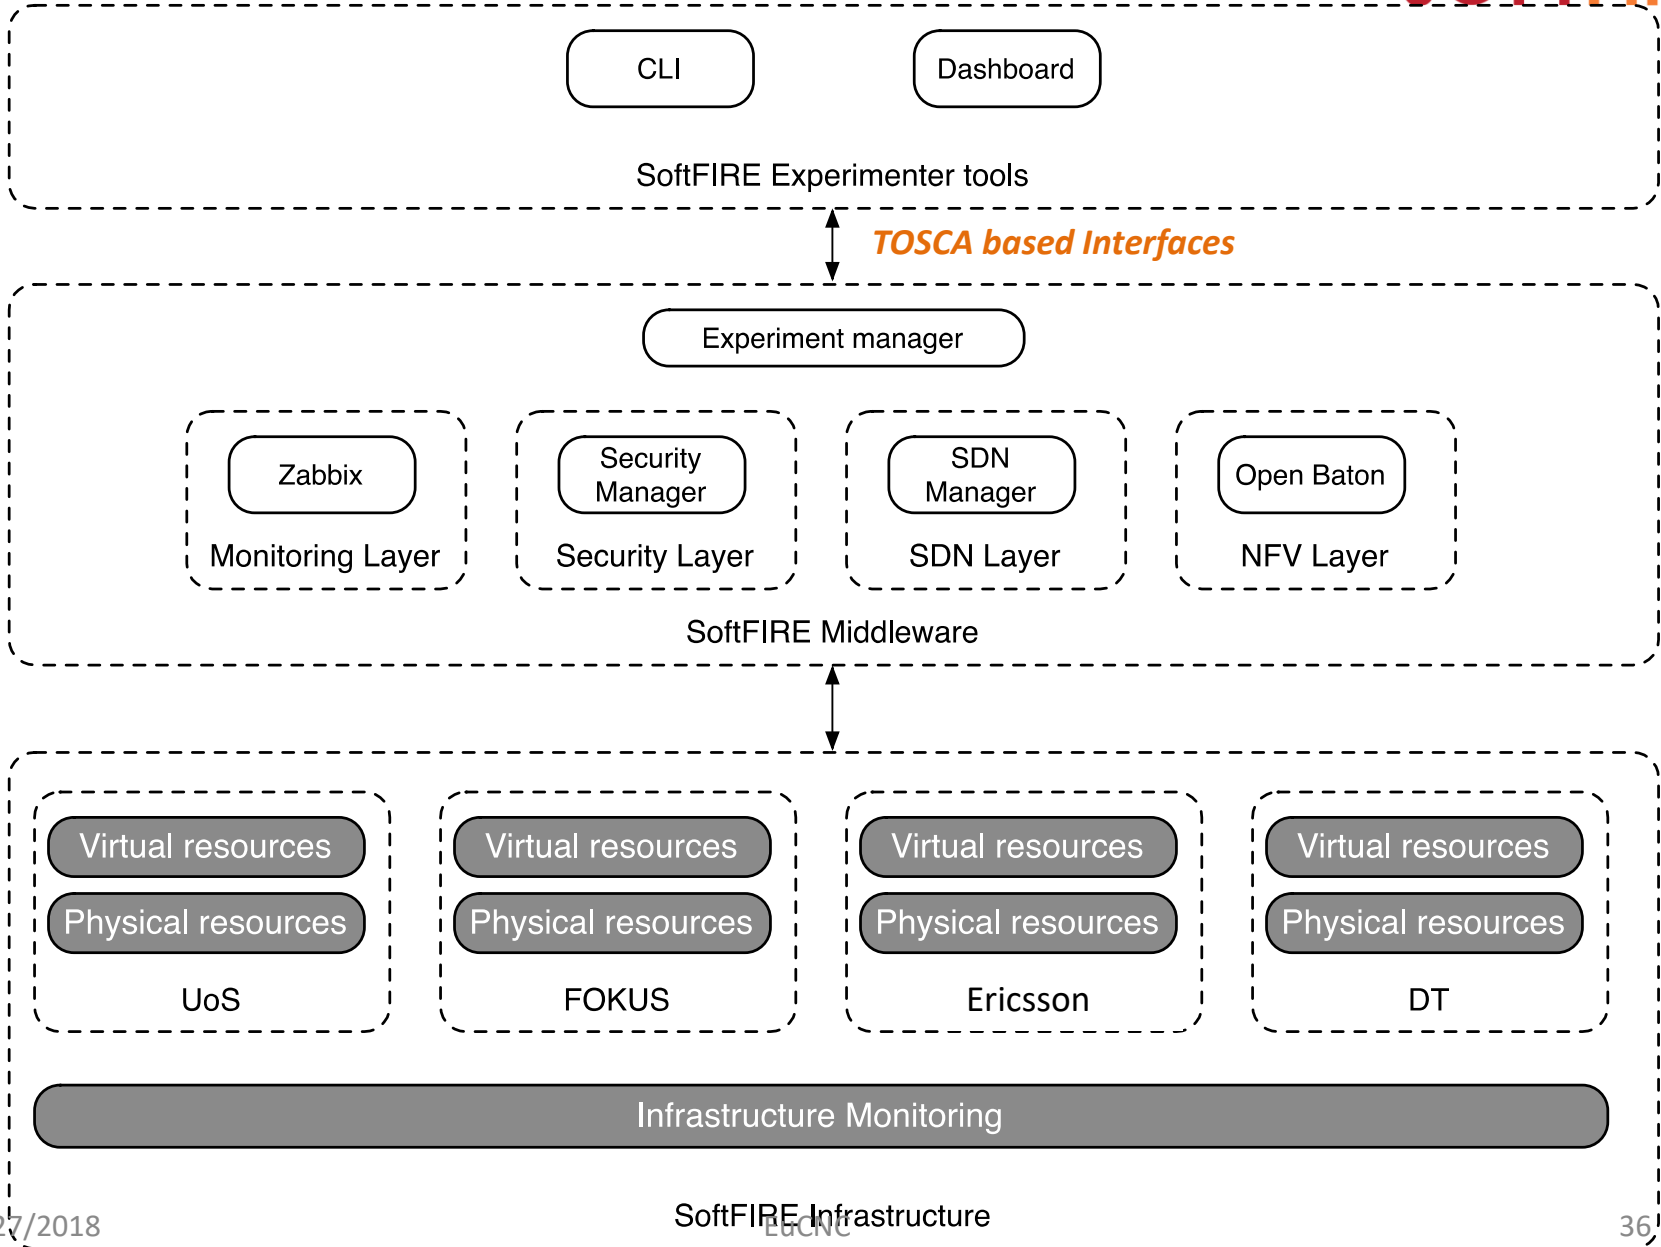 CLI
Dashboard
SoftFIRE Experimenter tools
TOSCA based Interfaces
Experiment manager
Zabbix
Security
Manager
SDN
Manager
Open Baton
Monitoring Layer
Security Layer
SDN Layer
NFV Layer
SoftFIRE Middleware
Virtual resources
Virtual resources
Virtual resources
Virtual resources
Physical resources
Physical resources
Physical resources
Physical resources
UoS
FOKUS
Ericsson
DT
Infrastructure Monitoring
SoftFIRE Infrastructure
27/2018
EuCNC
36